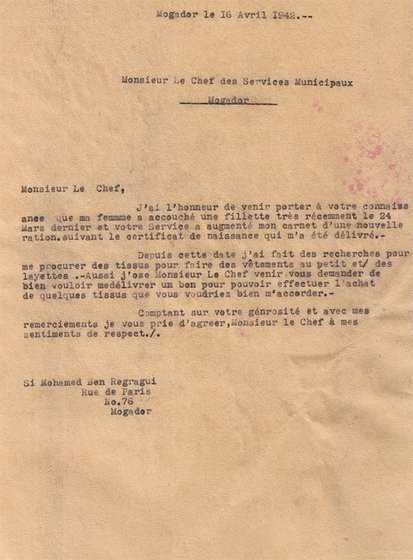 Mogador le 16 Avril 1942.--
Monsieur Le Chef des Services Municipaux
Mogador
Monsieur Le Chef,
J'ai l'honneur de venir porter à votre connais
ance que ma femmme a accouché une fillette très récemment le 24
Mars dernier et votre Service a augmenté mon carnet d'une nouvelle
ration,suivant le certificat de naissance qui m'a été délivré.-
Depuis cette date j'ai fait des recherches pour
me procurer des tissus pour faire des vêtements au petit et/ des
layettes .-Aussi j'ose Monsieur Le Chef venir vous demander de
bien vouloir medélivrer un bon pour pouvoir effectuer l'achat
de quelques tissus que vous voudriez bien m'accorder.-
Comptant sur votre génrosité et avec mes
remerciements je vous prie d'agreer,Monsieur le Chef à mes
sentiments de respect./.
Si Mohamed Ben Regragui
Rue de Paris
No.76
Mogador